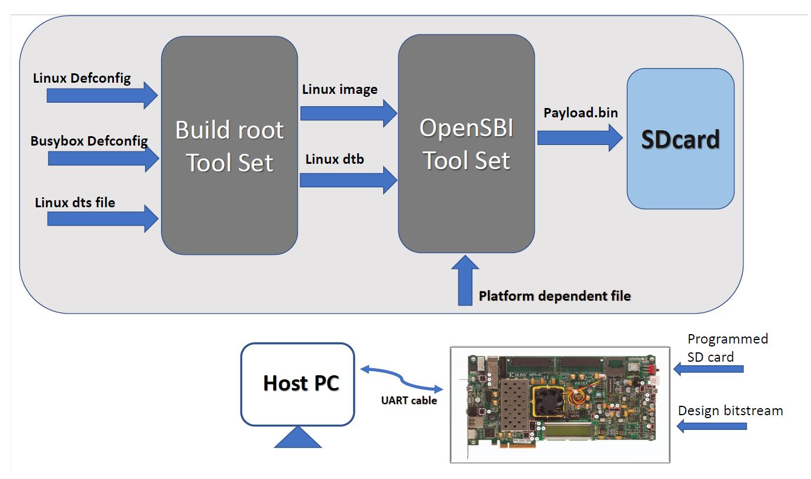 Linux Defconfig
Busybox Defconfig
Linux dts file
Build root
Tool Set
Linux image
Linux dtb
OpenSBI
Tool Set
Payload.bin
SDcard
Platform dependent file
Host PC
UART cable
Programmed
SD card
Design bitstream